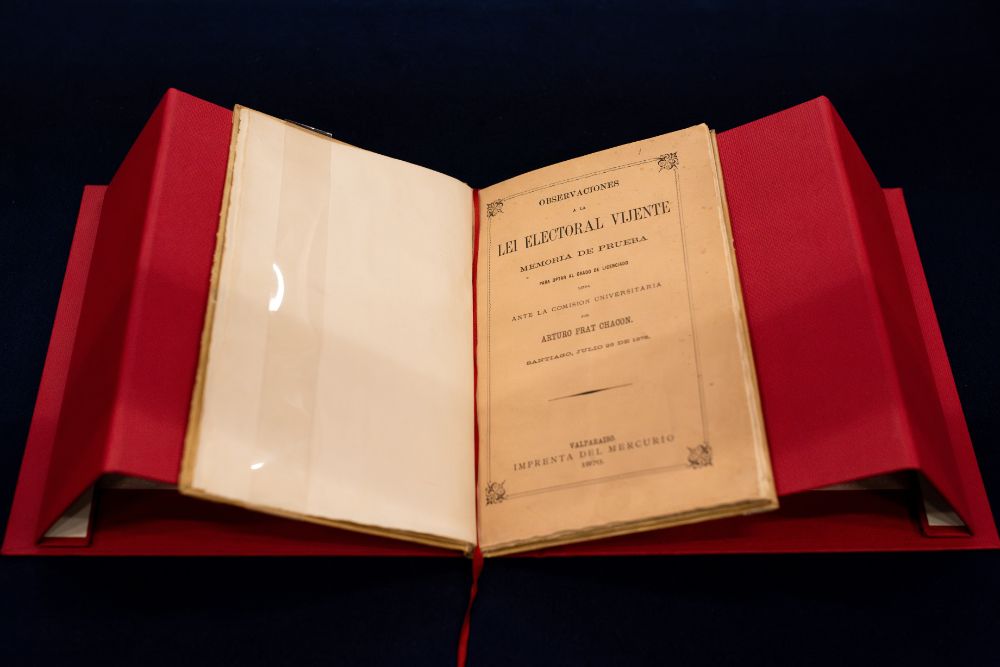 OBSERVACIONES
A LA
LEI ELECTORAL VIJENTE
MEMORIA DE PRUEBA
PARA OPTAR AL GRADO DE LICENCIADO
LEIDA
ANTE LA COMISION UNIVERSITARIA
POR
ARTURO PRAT CHACON.
SANTIAGO, JULIO 26 DE 1876.
VALPARAISO
IMPRENTA DEL MERCURIO
1876.